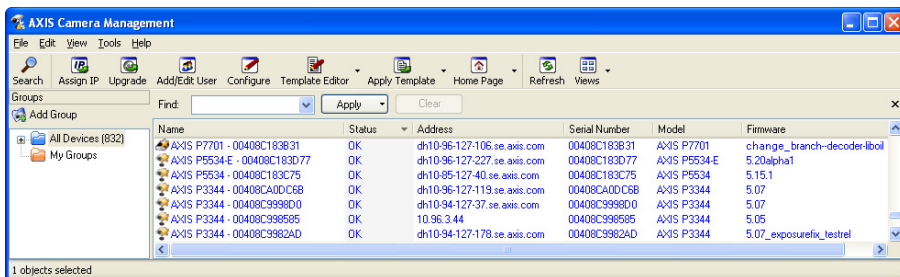 AXIS Camera Management
File Edit View Tools Help
Search Assign IP Upgrade Add/Edit User Configure Template Editor Apply Template Home Page Refresh Views
Groups
Add Group
All Devices (832)
My Groups
Find: Apply Clear
Name Status Address Serial Number Model Firmware
AXIS P7701 - 00408C183B31 OK dh10-96-127-106.se.axis.com 00408C183B31 AXIS P7701 change_branch--decoder-liboil
AXIS P5534-E - 00408C183D77 OK dh10-96-127-227.se.axis.com 00408C183D77 AXIS P5534-E 5.20alpha1
AXIS P5534 - 00408C183C75 OK dh10-85-127-40.se.axis.com 00408C183C75 AXIS P5534 5.15.1
AXIS P3344 - 00408CA0DC6B OK dh10-96-127-119.se.axis.com 00408CA0DC6B AXIS P3344 5.07
AXIS P3344 - 00408C9998D0 OK dh10-94-127-37.se.axis.com 00408C9998D0 AXIS P3344 5.07
AXIS P3344 - 00408C998585 OK 10.96.3.44 00408C998585 AXIS P3344 5.05
AXIS P3344 - 00408C9982AD OK dh10-94-127-178.se.axis.com 00408C9982AD AXIS P3344 5.07_exposurefix_testrel
1 objects selected